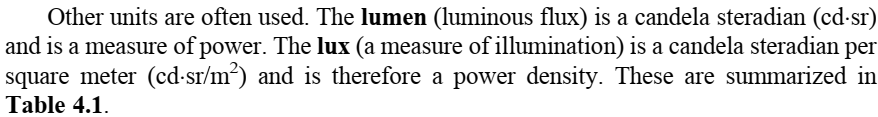 Other units are often used. The lumen (luminous flux) is a candela steradian (cd·sr)
and is a measure of power. The lux (a measure of illumination) is a candela steradian per
square meter (cd·sr/m²) and is therefore a power density. These are summarized in
Table 4.1.